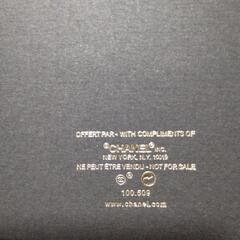 OFFERT PAR - WITH COMPLIMENTS OF
©CHANEL INC.
NEW YORK, N.Y. 10019
NE PEUT ÊTRE VENDU - NOT FOR SALE
100.509
www.chanel.com